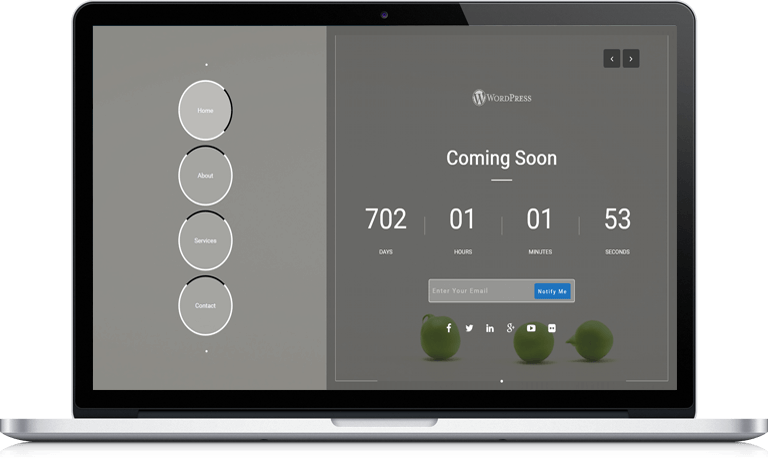 Home
About
Services
Contact
WORDPRESS
Coming Soon
702 01 01 53
DAYS HOURS MINUTES SECONDS
Enter Your Email Notify Me